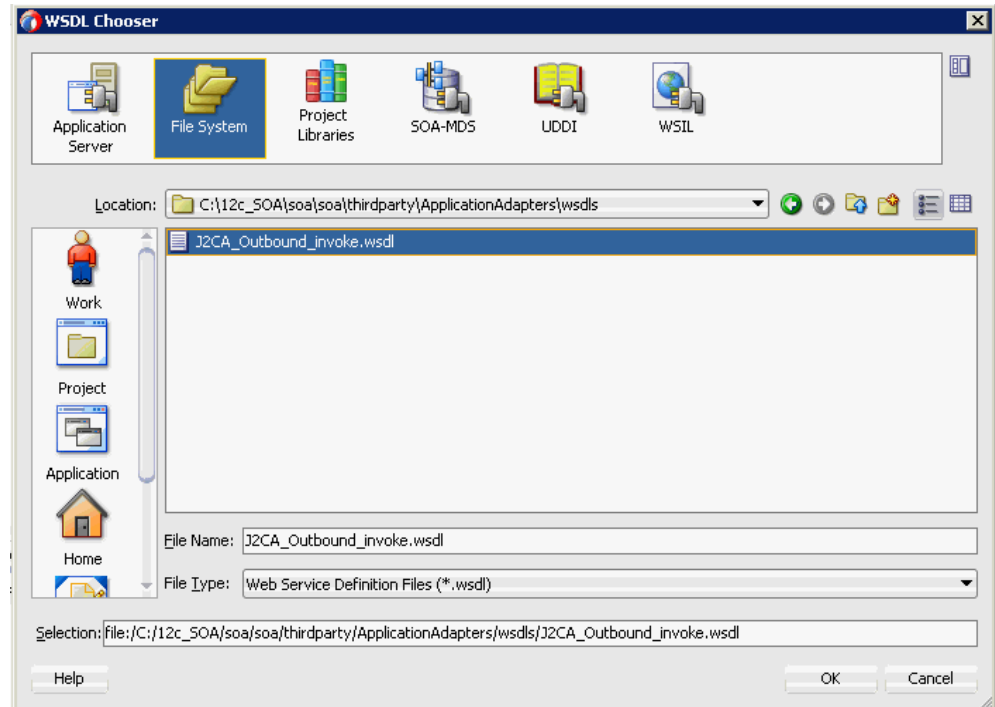 WSDL Chooser
Application
Server
File System
Project
Libraries
SOA-MDS
UDDI
WSIL
Location: C:\12c_SOA\soa\soa\thirdparty\ApplicationAdapters\wsdls
J2CA_Outbound_invoke.wsdl
Work
Project
Application
Home
File Name: J2CA_Outbound_invoke.wsdl
File Type: Web Service Definition Files (*.wsdl)
Selection: file:/C:/12c_SOA/soa/soa/thirdparty/ApplicationAdapters/wsdls/J2CA_Outbound_invoke.wsdl
Help OK Cancel